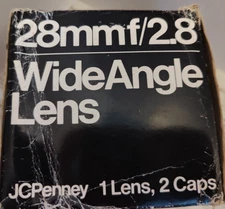 28mmf/2.8
WideAngle
Lens
JCPenney 1 Lens, 2 Caps